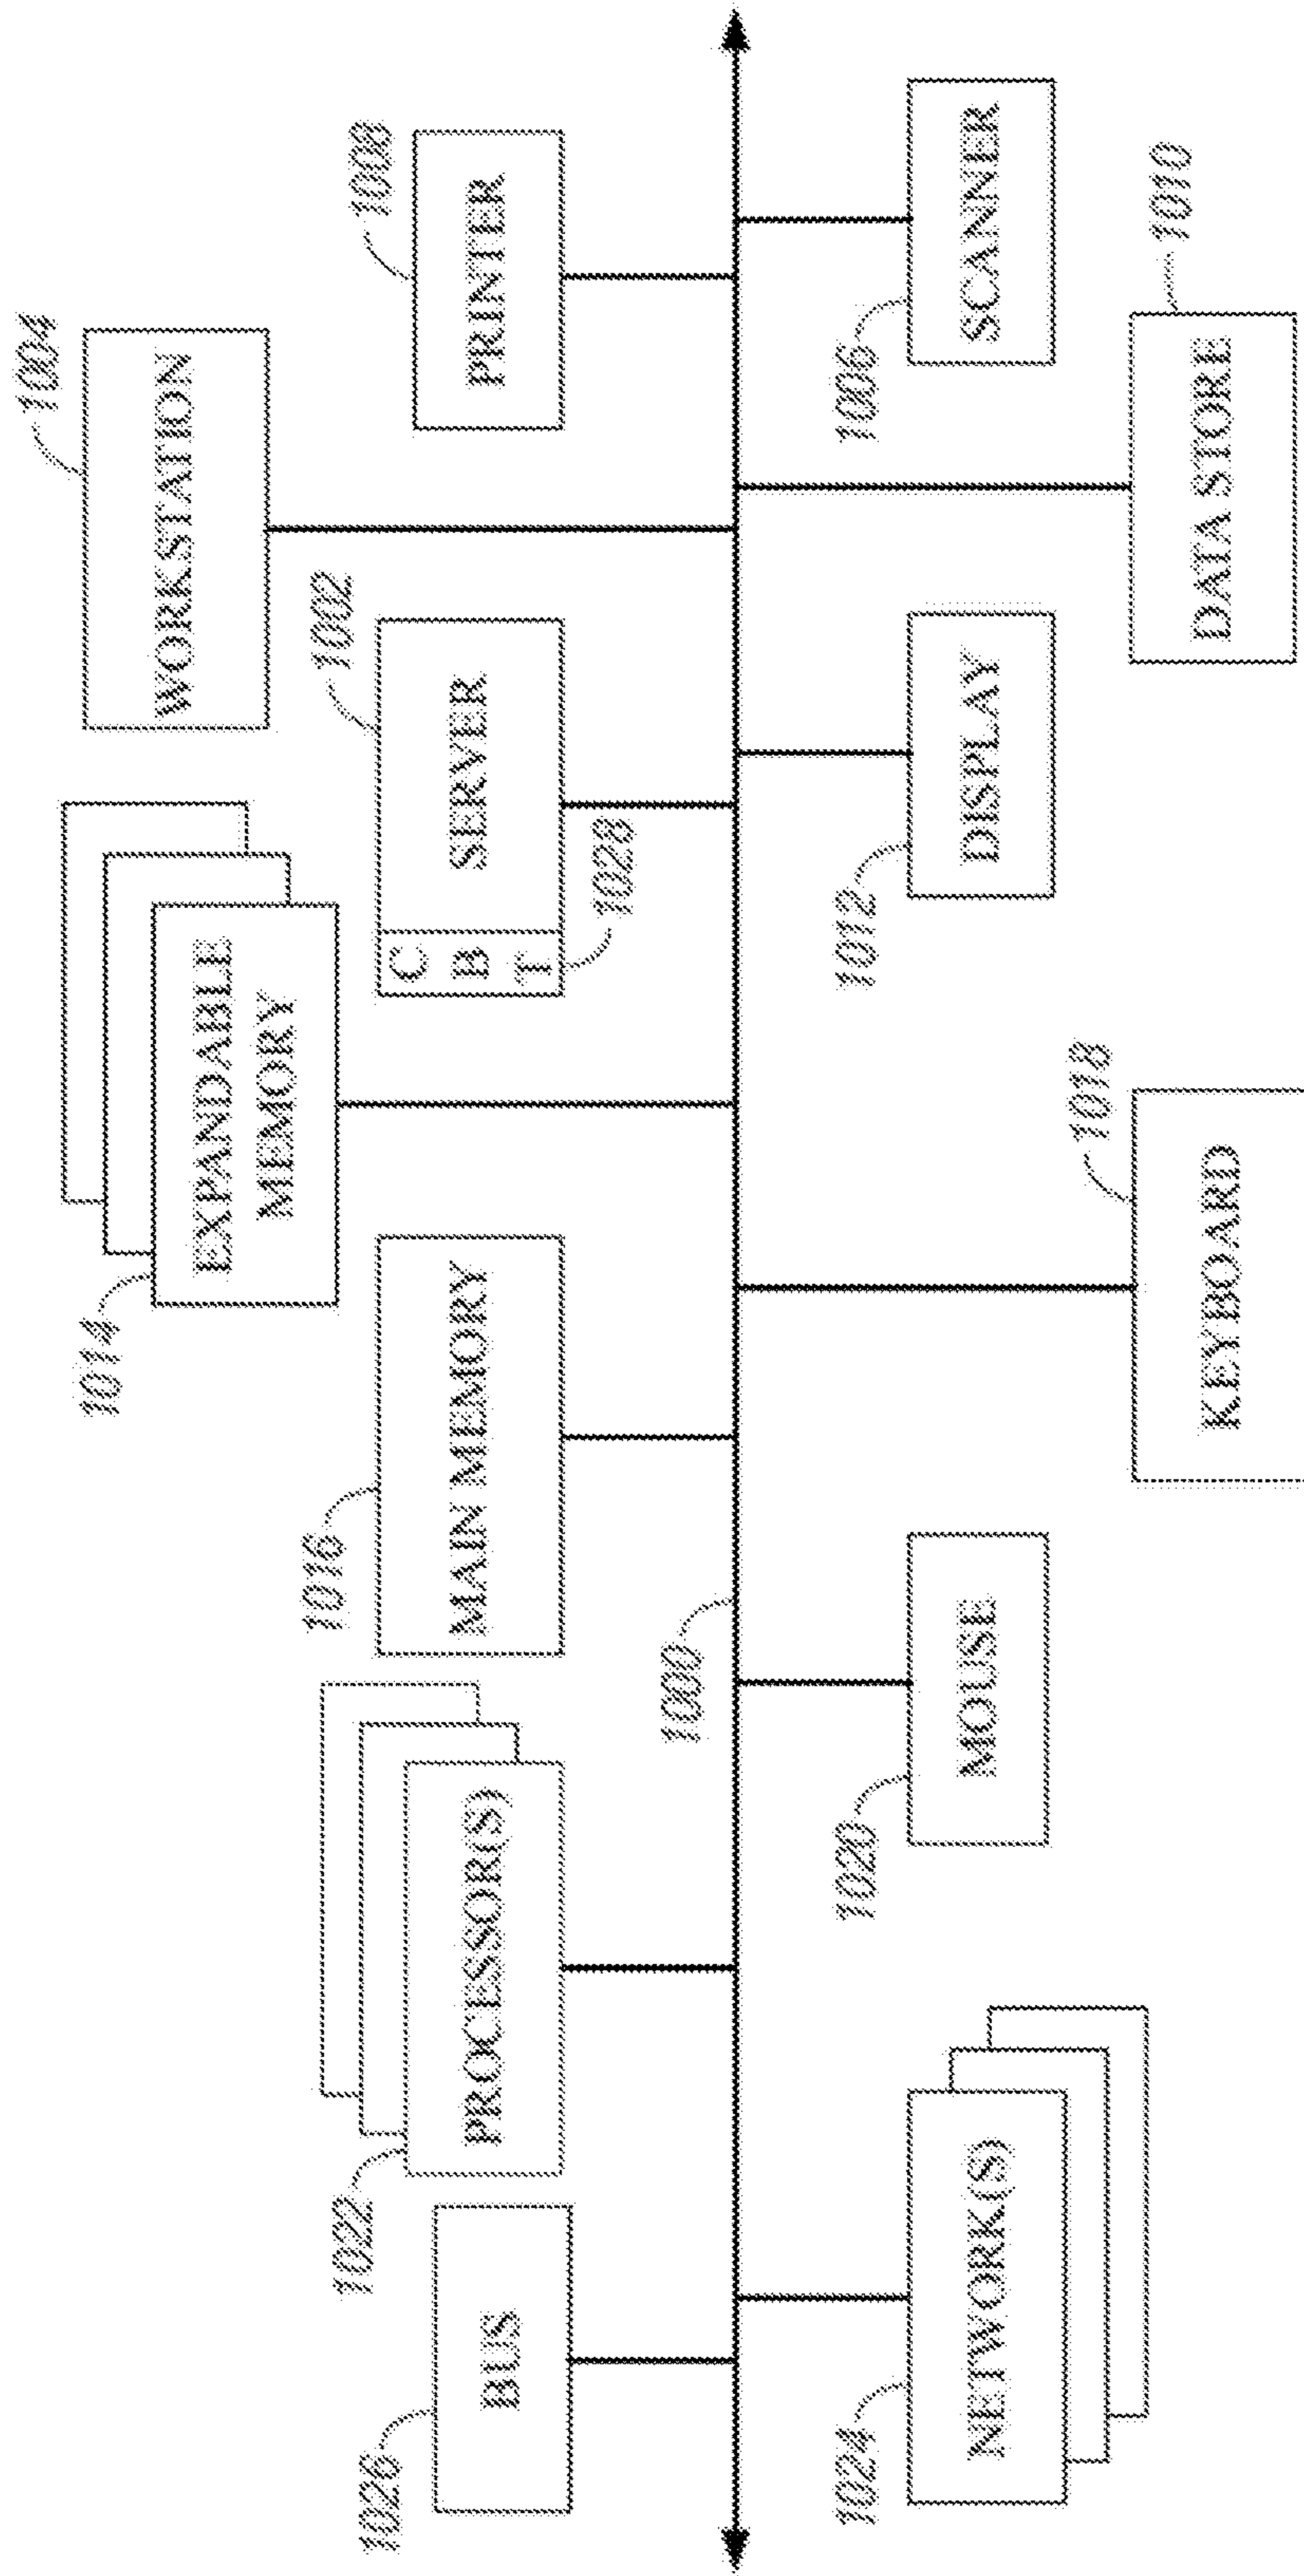 1004
WORKSTATION
1008
PRINTER
1014
EXPANDABLE
MEMORY
1002
SERVER
C
B
T
1028
1016
MAIN MEMORY
1022
PROCESSOR(S)
1026
BUS
1000
1024
NETWORK(S)
1020
MOUSE
1018
KEYBOARD
1012
DISPLAY
1010
DATA STORE
1006
SCANNER